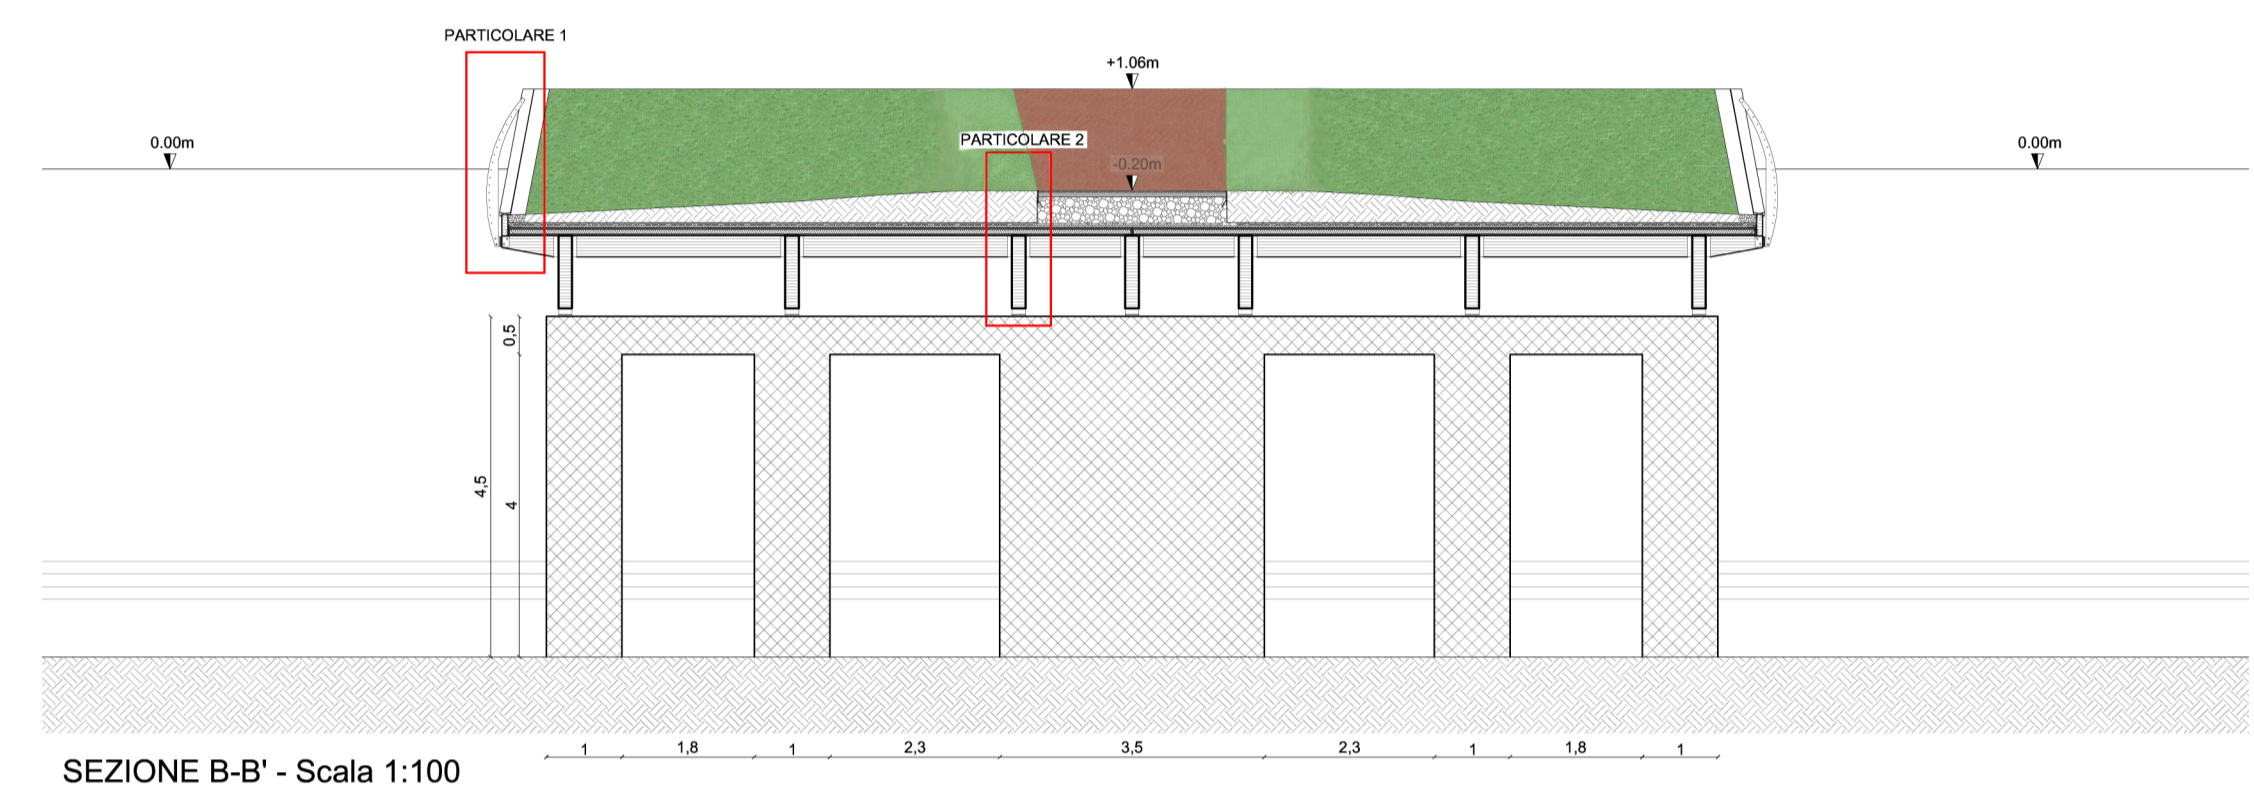 PARTICOLARE 1
+1.06m
PARTICOLARE 2
0.00m
0.00m
-0.20m
0,5
4,5
4
1 1,8 1 2,3 3,5 2,3 1 1,8 1
SEZIONE B-B' - Scala 1:100